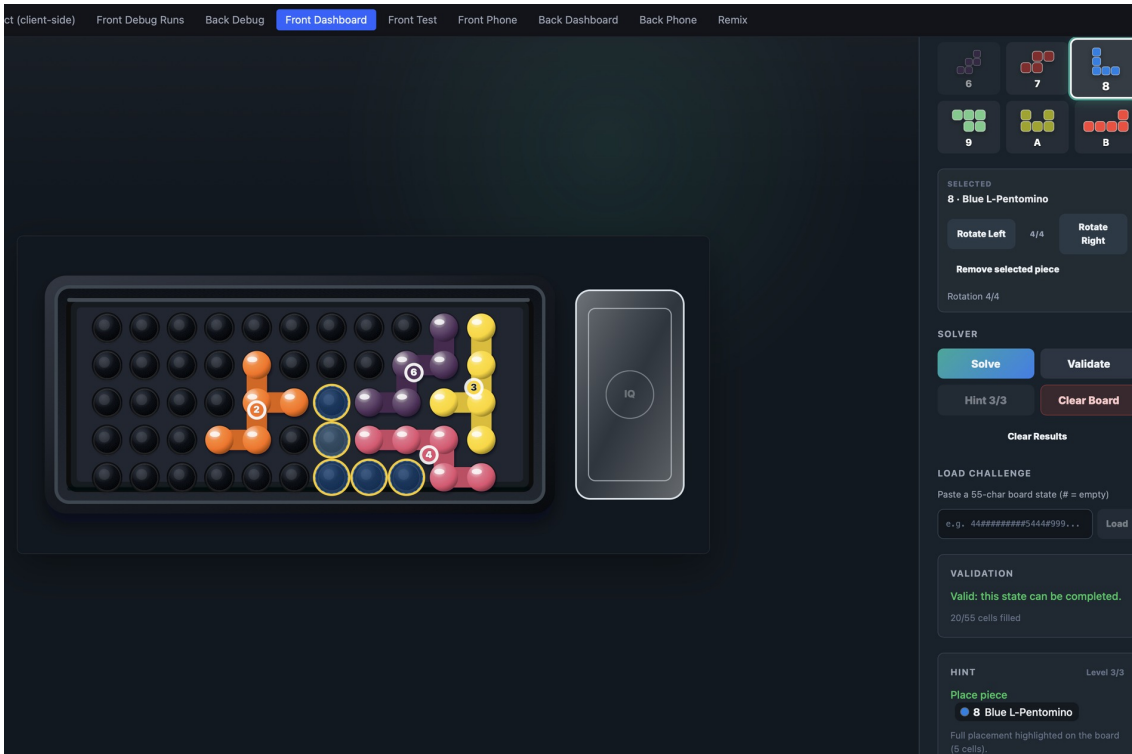 ct (client-side) Front Debug Runs Back Debug Front Dashboard Front Test Front Phone Back Dashboard Back Phone Remix
6 7 8
9 A B
SELECTED
8 · Blue L-Pentomino
Rotate Left 4/4 Rotate Right
Remove selected piece
Rotation 4/4
SOLVER
Solve Validate
Hint 3/3 Clear Board
Clear Results
LOAD CHALLENGE
Paste a 55-char board state (# = empty)
e.g. 44#########5444#999... Load
VALIDATION
Valid: this state can be completed.
20/55 cells filled
HINT Level 3/3
Place piece
8 Blue L-Pentomino
Full placement highlighted on the board
(5 cells).
6
3
2
4
IQ